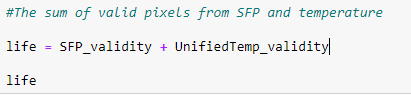 #The sum of valid pixels from SFP and temperature
life = SFP_validity + UnifiedTemp_validity
life